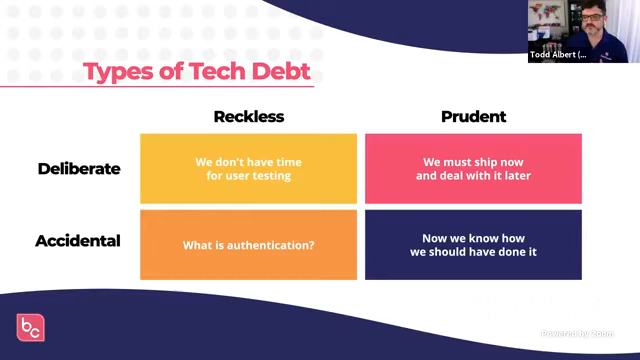 Todd Albert (...
Types of Tech Debt
Reckless
Prudent
Deliberate
We don't have time
for user testing
We must ship now
and deal with it later
Accidental
What is authentication?
Now we know how
we should have done it
bc
Powered by Zoom